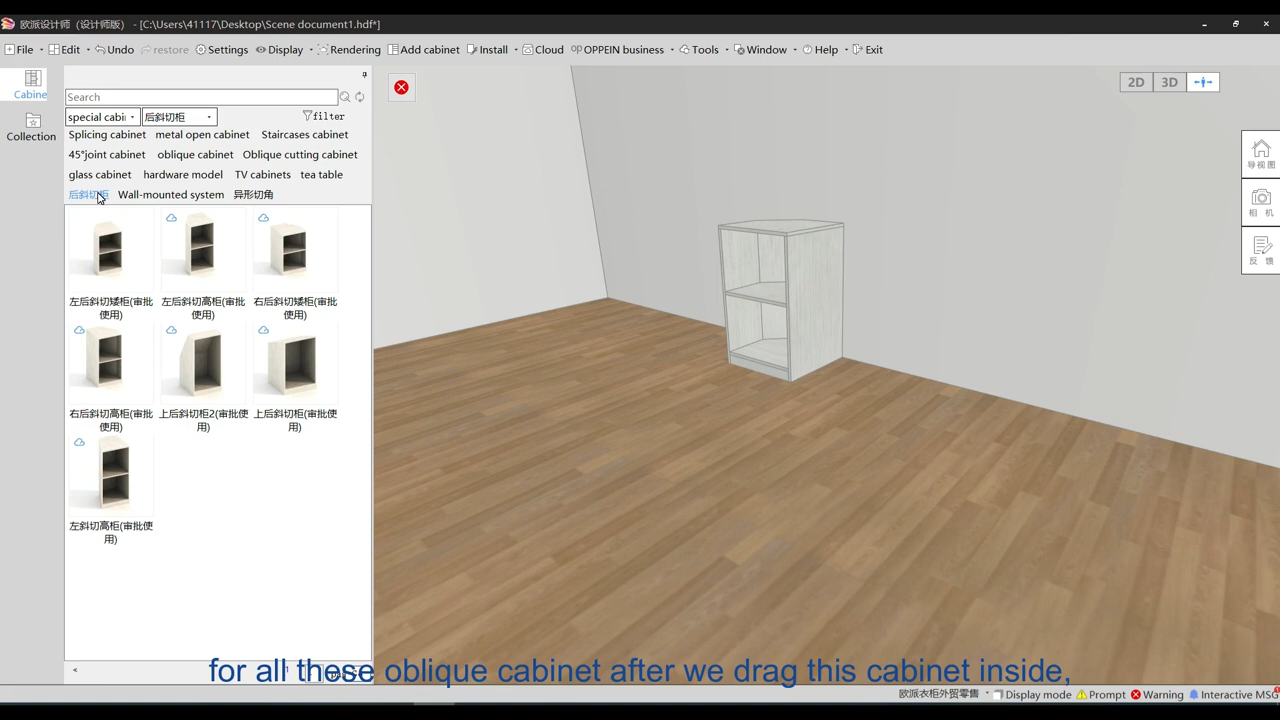 欧派设计师（设计师版） - [C:\Users\41117\Desktop\Scene document1.hdf*]
File Edit Undo restore Settings Display Rendering Add cabinet Install Cloud OPPEIN business Tools Window Help Exit
Cabine
Collection
Search
special cabi 后斜切柜 filter
Splicing cabinet metal open cabinet Staircases cabinet
45°joint cabinet oblique cabinet Oblique cutting cabinet
glass cabinet hardware model TV cabinets tea table
后斜切柜 Wall-mounted system 异形切角
左后斜切矮柜(审批使用) 左后斜切高柜(审批使用) 右后斜切矮柜(审批使用)
右后斜切高柜(审批使用) 上后斜切柜2(审批使用) 上后斜切柜(审批使用)
左斜切高柜(审批使用)
2D 3D
导视图
相 机
反 馈
for all these oblique cabinet after we drag this cabinet inside,
欧派衣柜外贸零售 Display mode Prompt Warning Interactive MSG